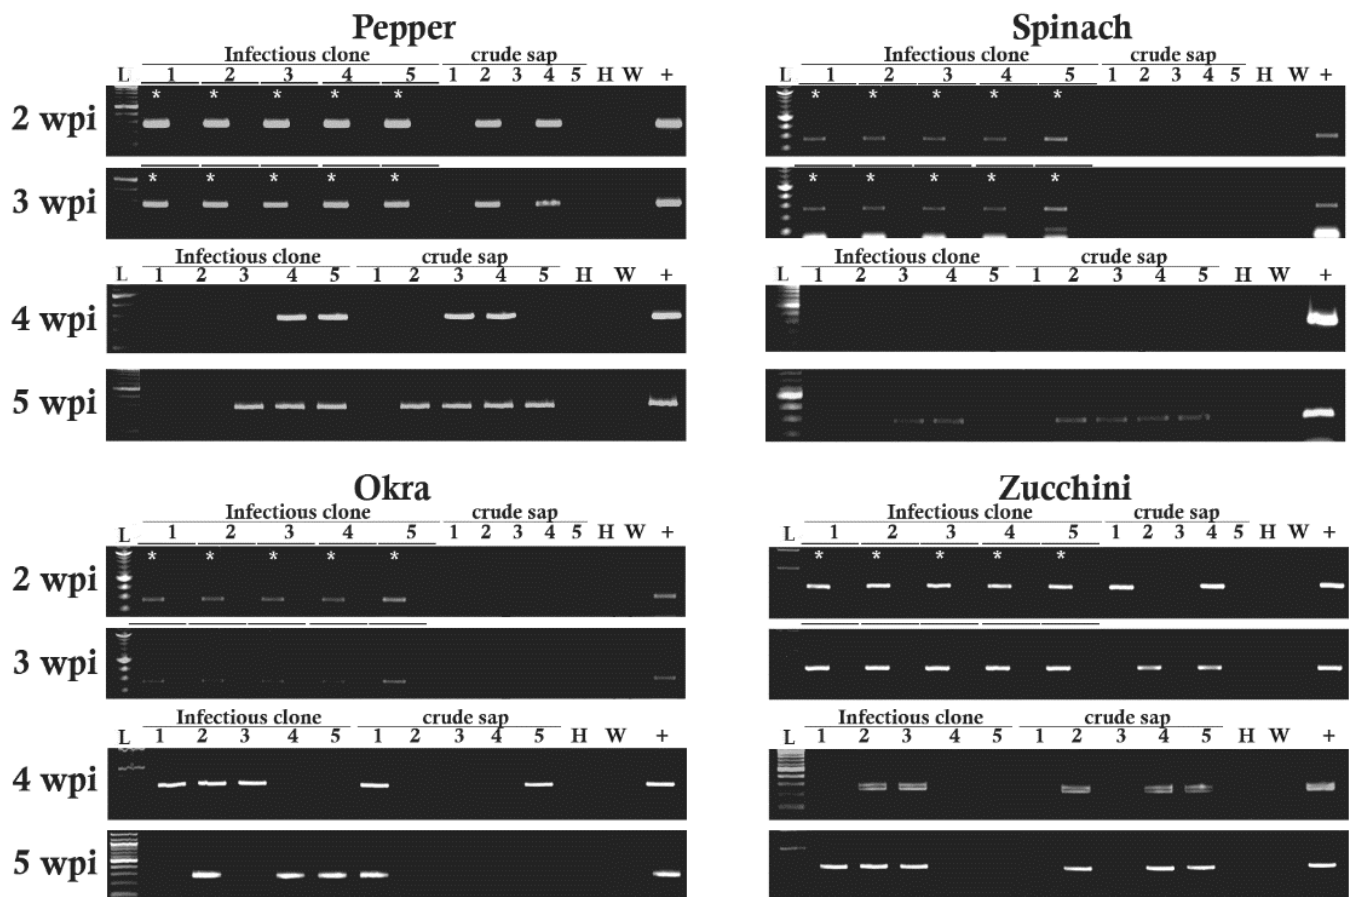 Pepper
Infectious clone crude sap
L 1 2 3 4 5 1 2 3 4 5 H W +
2 wpi * * * * *
3 wpi * * * * *
Infectious clone crude sap
L 1 2 3 4 5 1 2 3 4 5 H W +
4 wpi
5 wpi
Spinach
Infectious clone crude sap
L 1 2 3 4 5 1 2 3 4 5 H W +
* * * * *
* * * * *
Infectious clone crude sap
L 1 2 3 4 5 1 2 3 4 5 H W +
Okra
Infectious clone crude sap
L 1 2 3 4 5 1 2 3 4 5 H W +
2 wpi * * * * *
3 wpi
Infectious clone crude sap
L 1 2 3 4 5 1 2 3 4 5 H W +
4 wpi
5 wpi
Zucchini
Infectious clone crude sap
L 1 2 3 4 5 1 2 3 4 5 H W +
* * * * *
Infectious clone crude sap
L 1 2 3 4 5 1 2 3 4 5 H W +